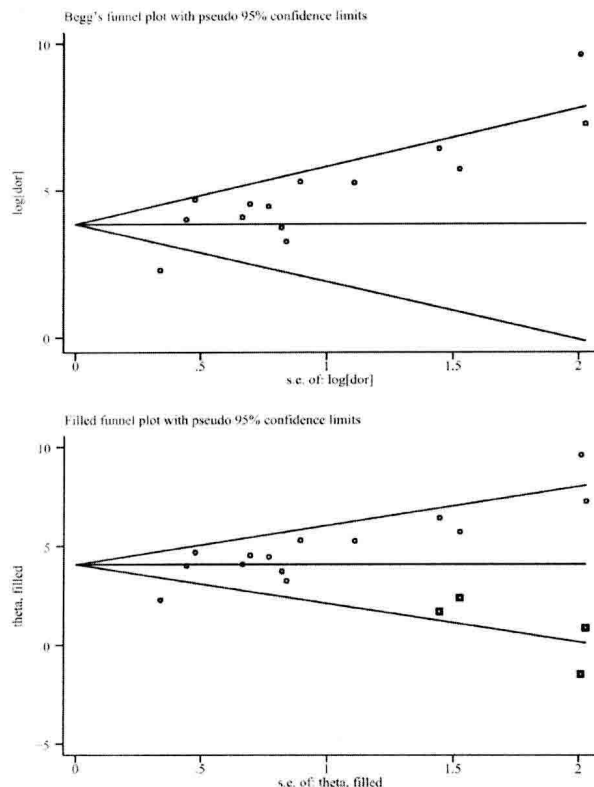 Begg's funnel plot with pseudo 95% confidence limits
10
5
0
log[dor]
0 .5 1 1.5 2
s.e. of: log[dor]
Filled funnel plot with pseudo 95% confidence limits
10
5
0
-5
theta, filled
0 .5 1 1.5 2
s.e. of: theta, filled